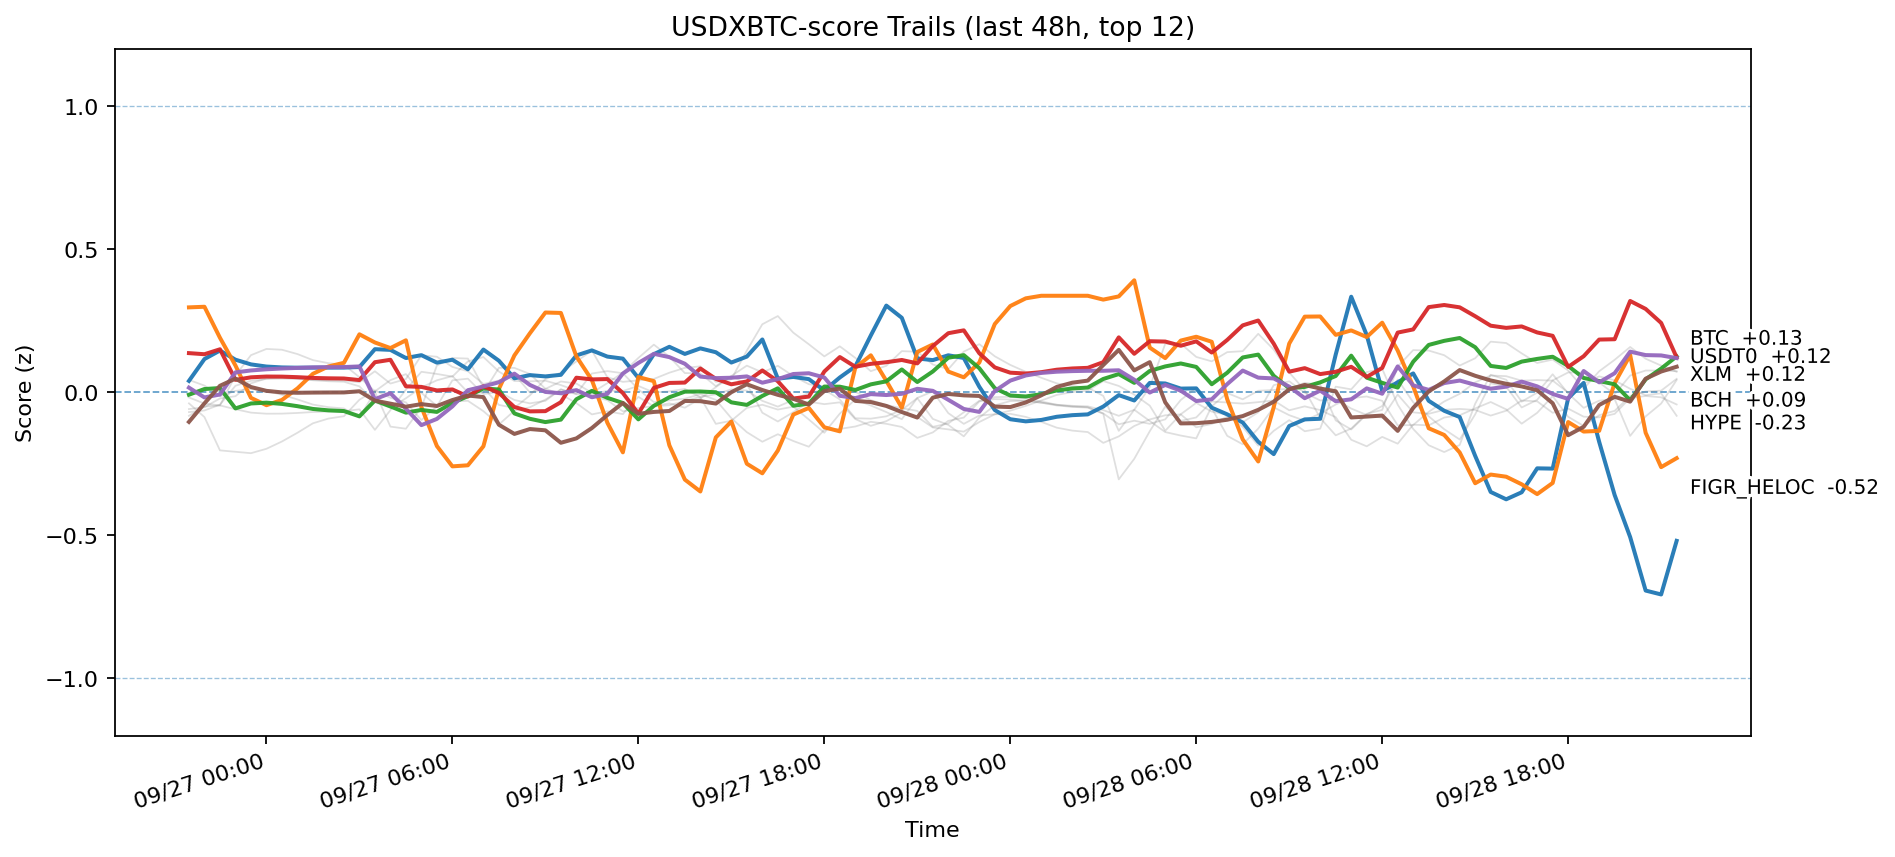 USDXBTC-score Trails (last 48h, top 12)
Score (z)
1.0
0.5
0.0
−0.5
−1.0
BTC +0.13
USDT0 +0.12
XLM +0.12
BCH +0.09
HYPE -0.23
FIGR_HELOC -0.52
09/27 00:00
09/27 06:00
09/27 12:00
09/27 18:00
09/28 00:00
09/28 06:00
09/28 12:00
09/28 18:00
Time